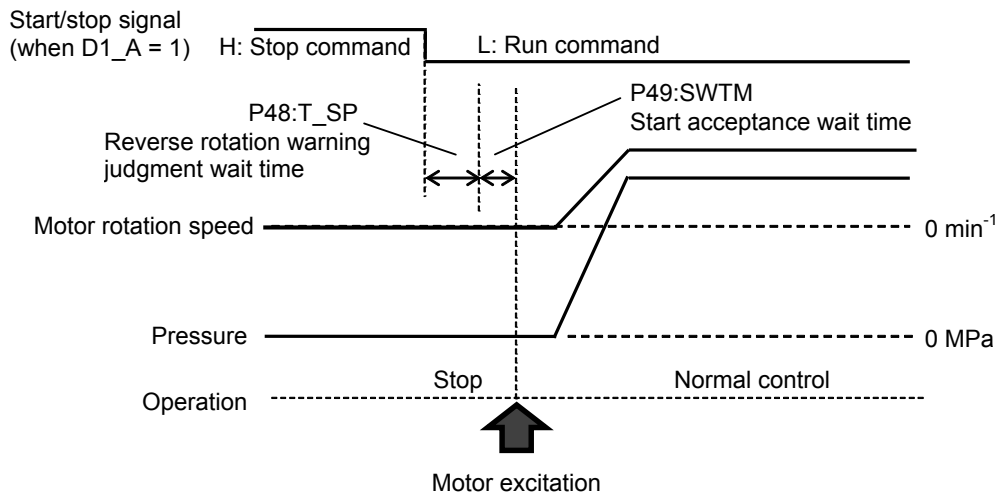 Start/stop signal
(when D1_A = 1)
H: Stop command
L: Run command
P48:T_SP
Reverse rotation warning
judgment wait time
P49:SWTM
Start acceptance wait time
Motor rotation speed
0 min⁻¹
Pressure
0 MPa
Stop
Normal control
Operation
Motor excitation